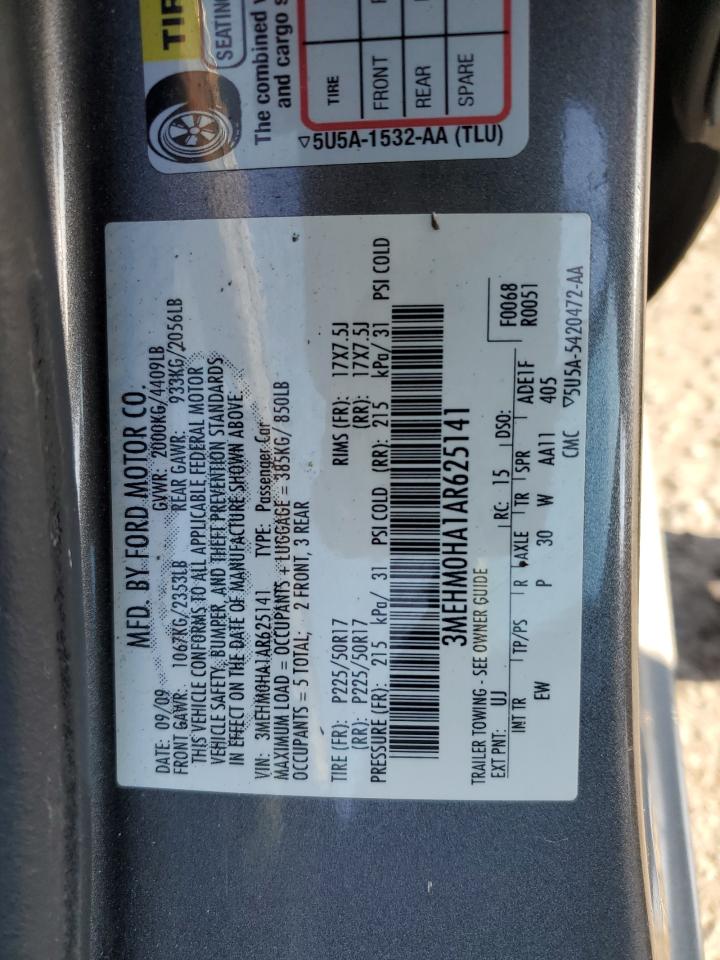 TIR
SEATING
The combined w
and cargo s
TIRE
FRONT
REAR
SPARE
▽5U5A-1532-AA (TLU)
MFD. BY FORD MOTOR CO.
DATE: 09/09 GVWR: 2000KG/4409LB
FRONT GAWR: 1067KG/2353LB REAR GAWR: 933KG/2056LB
THIS VEHICLE CONFORMS TO ALL APPLICABLE FEDERAL MOTOR
VEHICLE SAFETY, BUMPER, AND THEFT PREVENTION STANDARDS
IN EFFECT ON THE DATE OF MANUFACTURE SHOWN ABOVE.
VIN: 3MEHM0HA1AR625141 TYPE: Passenger Car
MAXIMUM LOAD = OCCUPANTS + LUGGAGE = 385KG/ 850LB
OCCUPANTS = 5 TOTAL; 2 FRONT, 3 REAR
TIRE (FR): P225/50R17 RIMS (FR): 17X7.5J
(RR): P225/50R17 (RR): 17X7.5J
PRESSURE (FR): 215 kPa/ 31 PSI COLD (RR): 215 kPa/ 31 PSI COLD
3MEHM0HA1AR625141
TRAILER TOWING - SEE OWNER GUIDE
EXT PNT: UJ RC: 15 DSO: F0068
R0051
INT TR TP/PS R AXLE TR SPR ADE1F
EW P 30 W AA11 405
CMC ▽5U5A-5420472-AA